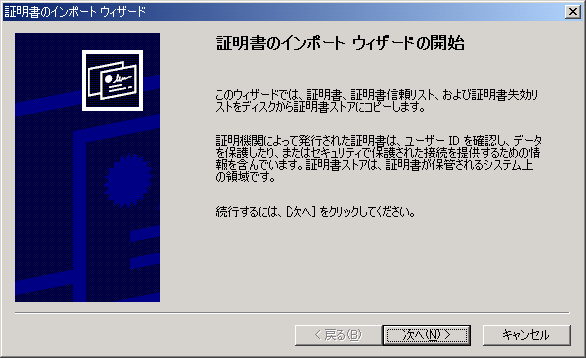 証明書のインポート ウィザード
証明書のインポート ウィザードの開始
このウィザードでは、証明書、証明書信頼リスト、および証明書失効リ
ストをディスクから証明書ストアにコピーします。
証明機関によって発行された証明書は、ユーザー ID を確認し、データ
を保護したり、またはセキュリティで保護された接続を提供するための情
報を含んでいます。証明書ストアは、証明書が保管されるシステム上
の領域です。
続行するには、[次へ] をクリックしてください。
< 戻る(B)
次へ(N) >
キャンセル